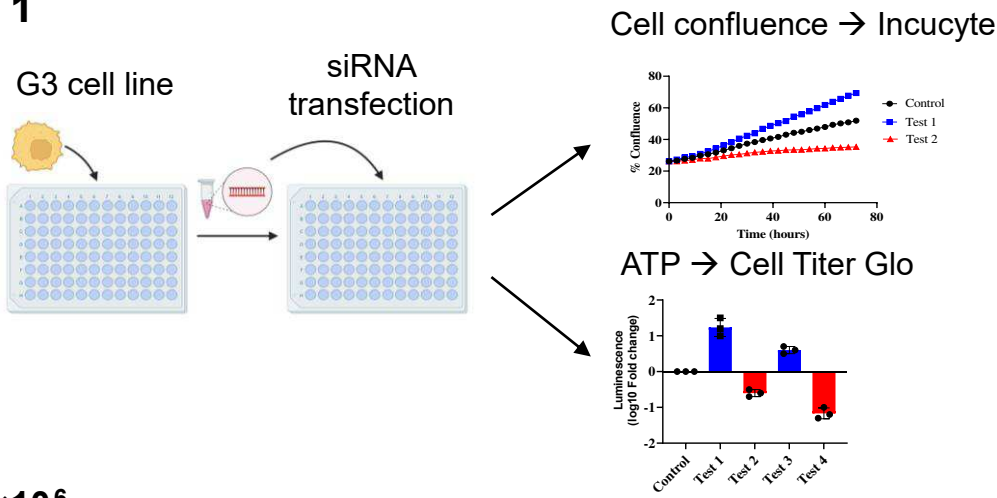 1
Cell confluence → Incucyte
G3 cell line
siRNA
transfection
80
60
40
20
0
% Confluence
0 20 40 60 80
Time (hours)
Control
Test 1
Test 2
ATP → Cell Titer Glo
2
1
0
-1
-2
Luminescence
(log10 Fold change)
Control Test 1 Test 2 Test 3 Test 4